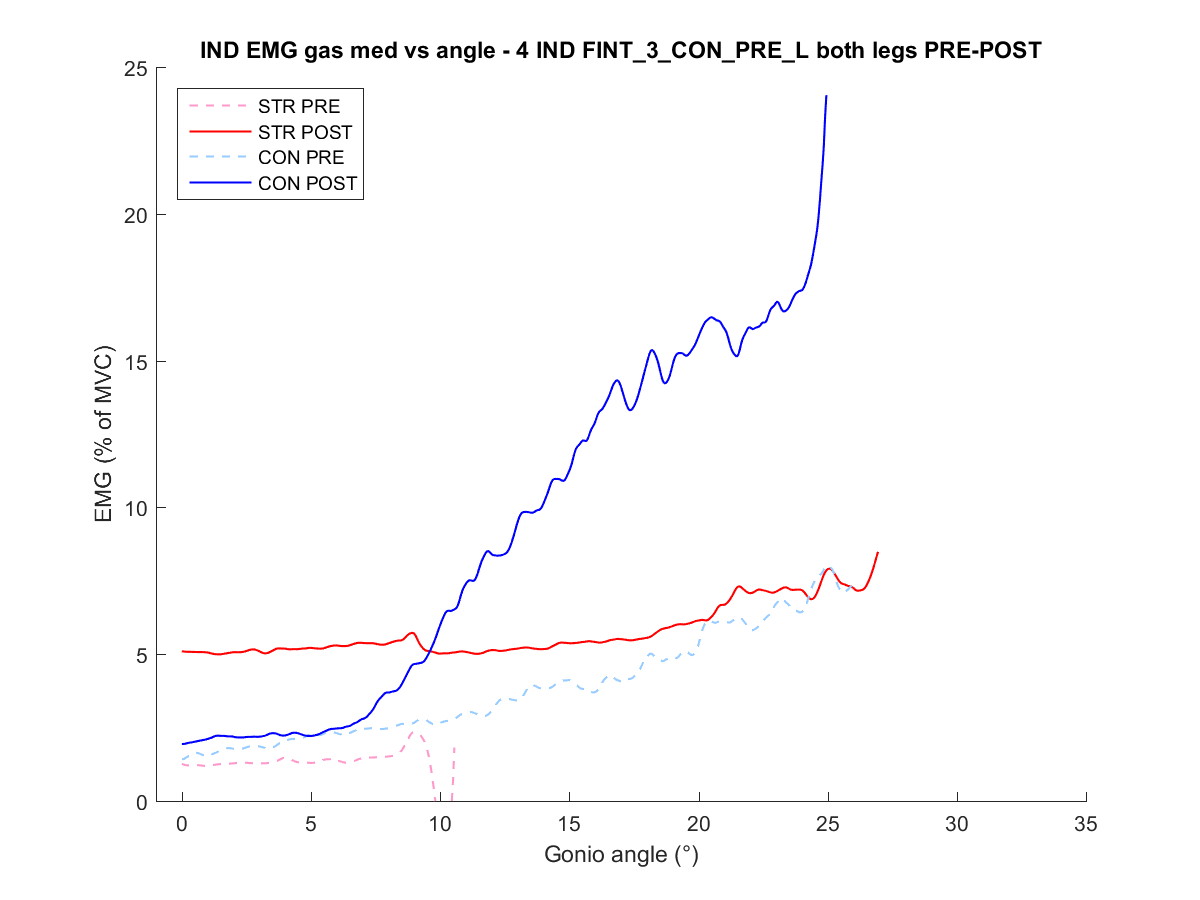 IND EMG gas med vs angle - 4 IND FINT_3_CON_PRE_L both legs PRE-POST
25
20
15
10
5
0
EMG (% of MVC)
STR PRE
STR POST
CON PRE
CON POST
0 5 10 15 20 25 30 35
Gonio angle (°)